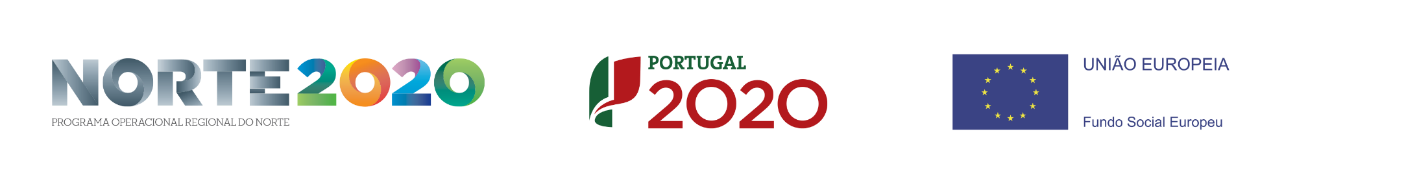 NORTE2020
PROGRAMA OPERACIONAL REGIONAL DO NORTE
PORTUGAL
2020
UNIÃO EUROPEIA
Fundo Social Europeu